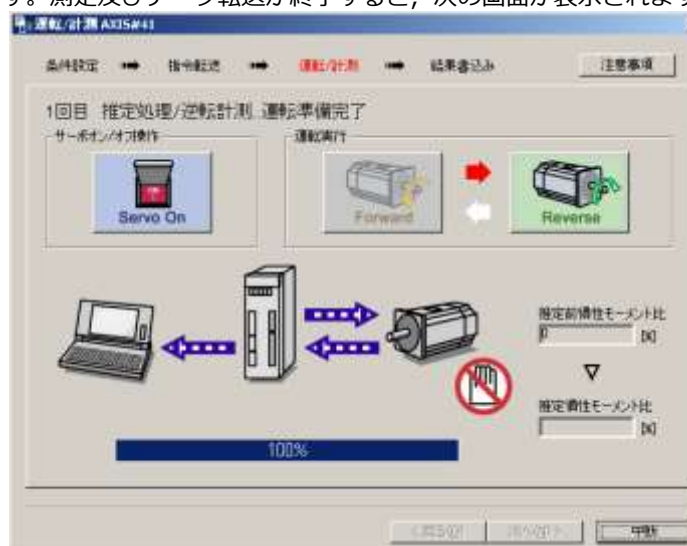 す。測定及びデータ転送が終了すると，次の画面が表示されます
運転/計測 AXIS#41
条件設定 指令転送 運転/計測 結果書込み 注意事項
1回目 推定処理/逆転計測 運転準備完了
サーボオン/オフ操作 運転実行
Servo On Forward Reverse
推定前慣性モーメント比
0 [%]
推定慣性モーメント比
[%]
100%
中断